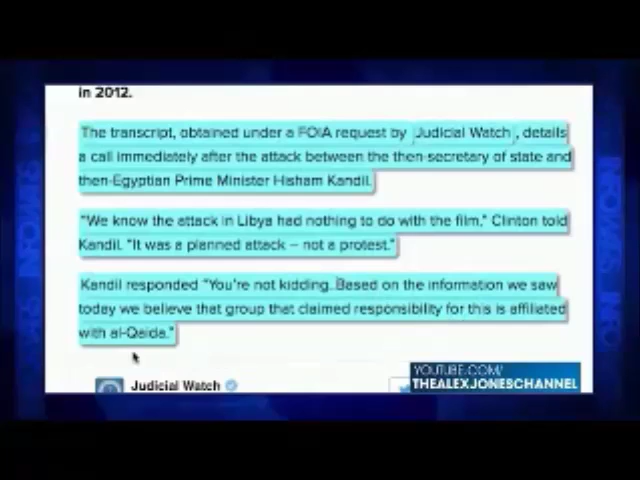 in 2012.
The transcript, obtained under a FOIA request by Judicial Watch, details
a call immediately after the attack between the then-secretary of state and
then-Egyptian Prime Minister Hisham Kandil.
"We know the attack in Libya had nothing to do with the film," Clinton told
Kandil. "It was a planned attack – not a protest."
Kandil responded "You're not kidding. Based on the information we saw
today we believe that group that claimed responsibility for this is affiliated
with al-Qaida."
Judicial Watch
YOUTUBE.COM/
THEALEXJONESCHANNEL